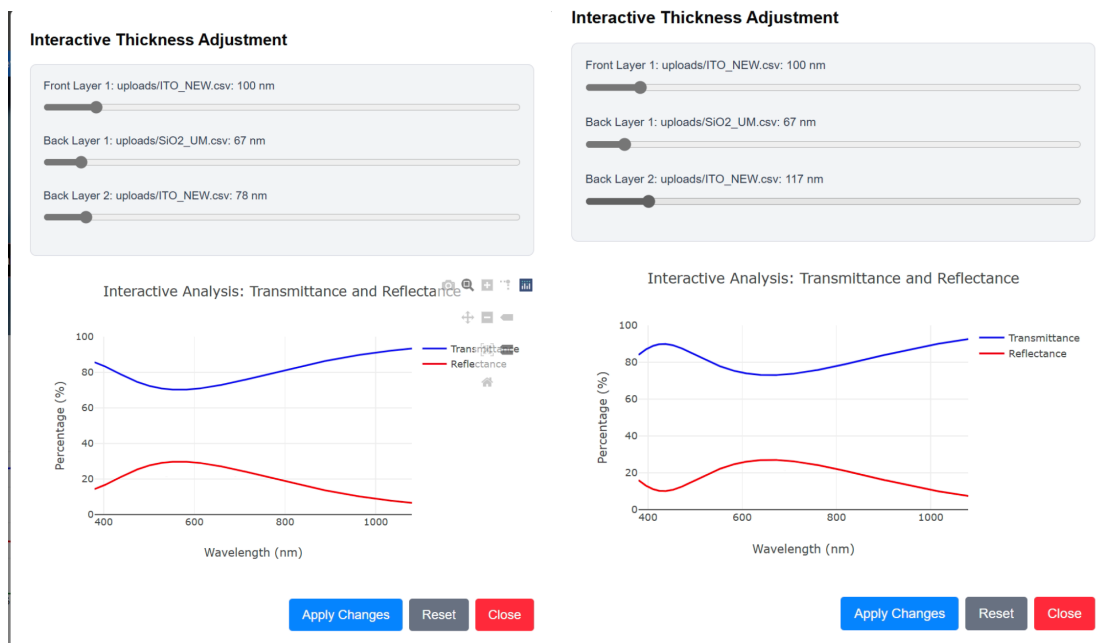 Interactive Thickness Adjustment
Front Layer 1: uploads/ITO_NEW.csv: 100 nm
Back Layer 1: uploads/SiO2_UM.csv: 67 nm
Back Layer 2: uploads/ITO_NEW.csv: 78 nm
Interactive Analysis: Transmittance and Reflectance
100
80
60
40
20
0
Percentage (%)
400
600
800
1000
Wavelength (nm)
Transmittance
Reflectance
Apply Changes
Reset
Close
Interactive Thickness Adjustment
Front Layer 1: uploads/ITO_NEW.csv: 100 nm
Back Layer 1: uploads/SiO2_UM.csv: 67 nm
Back Layer 2: uploads/ITO_NEW.csv: 117 nm
Interactive Analysis: Transmittance and Reflectance
100
80
60
40
20
0
Percentage (%)
400
600
800
1000
Wavelength (nm)
Transmittance
Reflectance
Apply Changes
Reset
Close